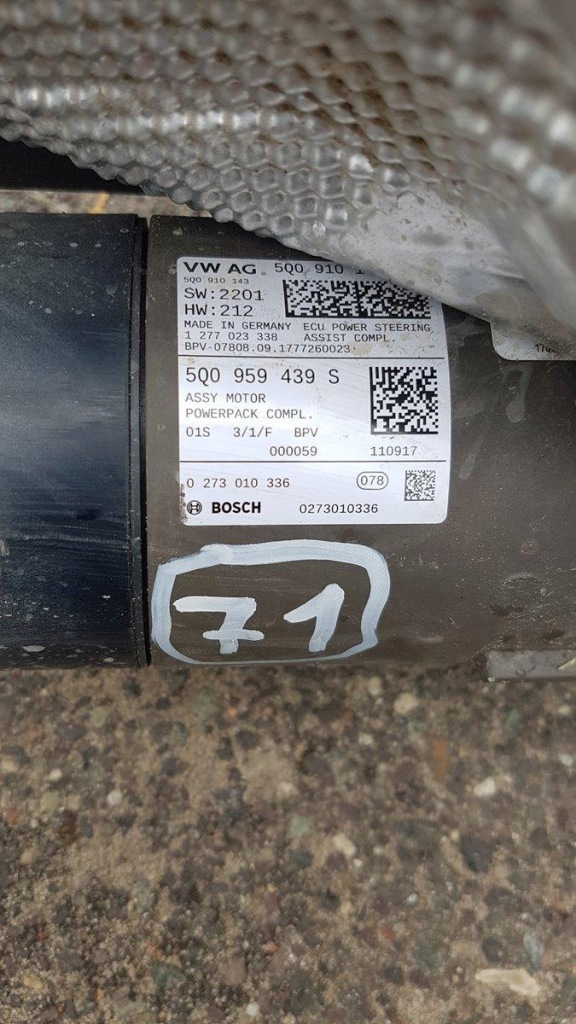 VW AG 5Q0 910 1
5Q0 910 143
SW:2201
HW:212
MADE IN GERMANY ECU POWER STEERING
1 277 023 338 ASSIST COMPL.
BPV-07808.09.1777260023
5Q0 959 439 S
ASSY MOTOR
POWERPACK COMPL.
01S 3/1/F BPV
000059 110917
0 273 010 336 078
BOSCH 0273010336
71